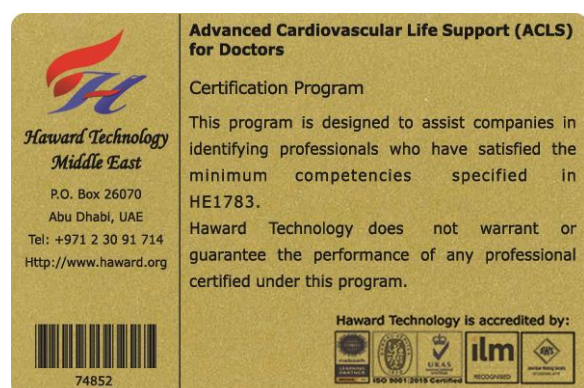 Haward Technology
Middle East
P.O. Box 26070
Abu Dhabi, UAE
Tel: +971 2 30 91 714
Http://www.haward.org
74852
Advanced Cardiovascular Life Support (ACLS)
for Doctors
Certification Program
This program is designed to assist companies in
identifying professionals who have satisfied the
minimum competencies specified in
HE1783.
Haward Technology does not warrant or
guarantee the performance of any professional
certified under this program.
Haward Technology is accredited by:
UKAS
ISO 9001:2015 Certified
ilm
RECOGNISED